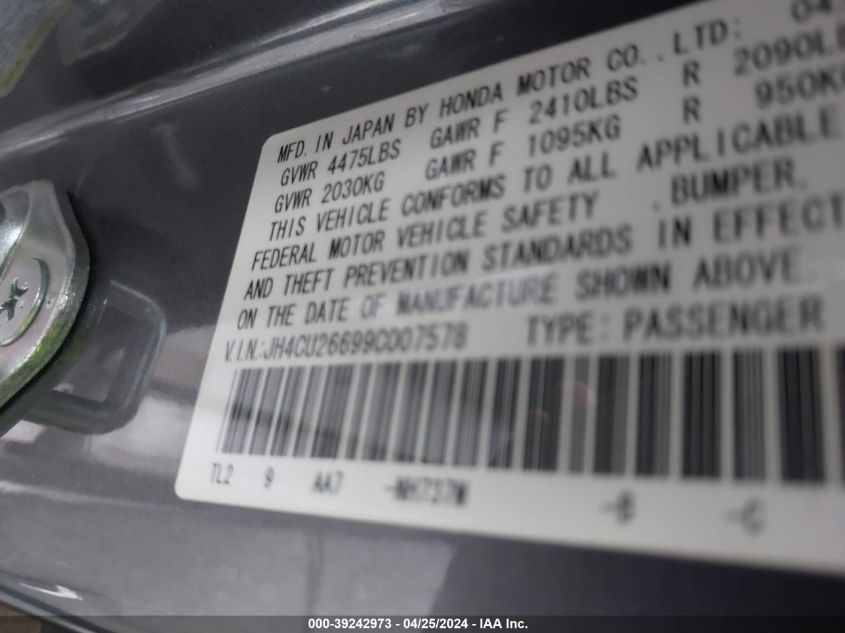 MFD. IN JAPAN BY HONDA MOTOR CO., LTD: 04
GVWR 4475LBS GAWR F 2410LBS R 2090LB
GVWR 2030KG GAWR F 1095KG R 950KG
THIS VEHICLE CONFORMS TO ALL APPLICABLE
FEDERAL MOTOR VEHICLE SAFETY , BUMPER,
AND THEFT PREVENTION STANDARDS IN EFFECT
ON THE DATE OF MANUFACTURE SHOWN ABOVE.
V.I.N:JH4CU26699C007578 TYPE: PASSENGER
TL2 9 AA7 -NH737M -B -C
000-39242973 / 04/25/2024 - IAA Inc.